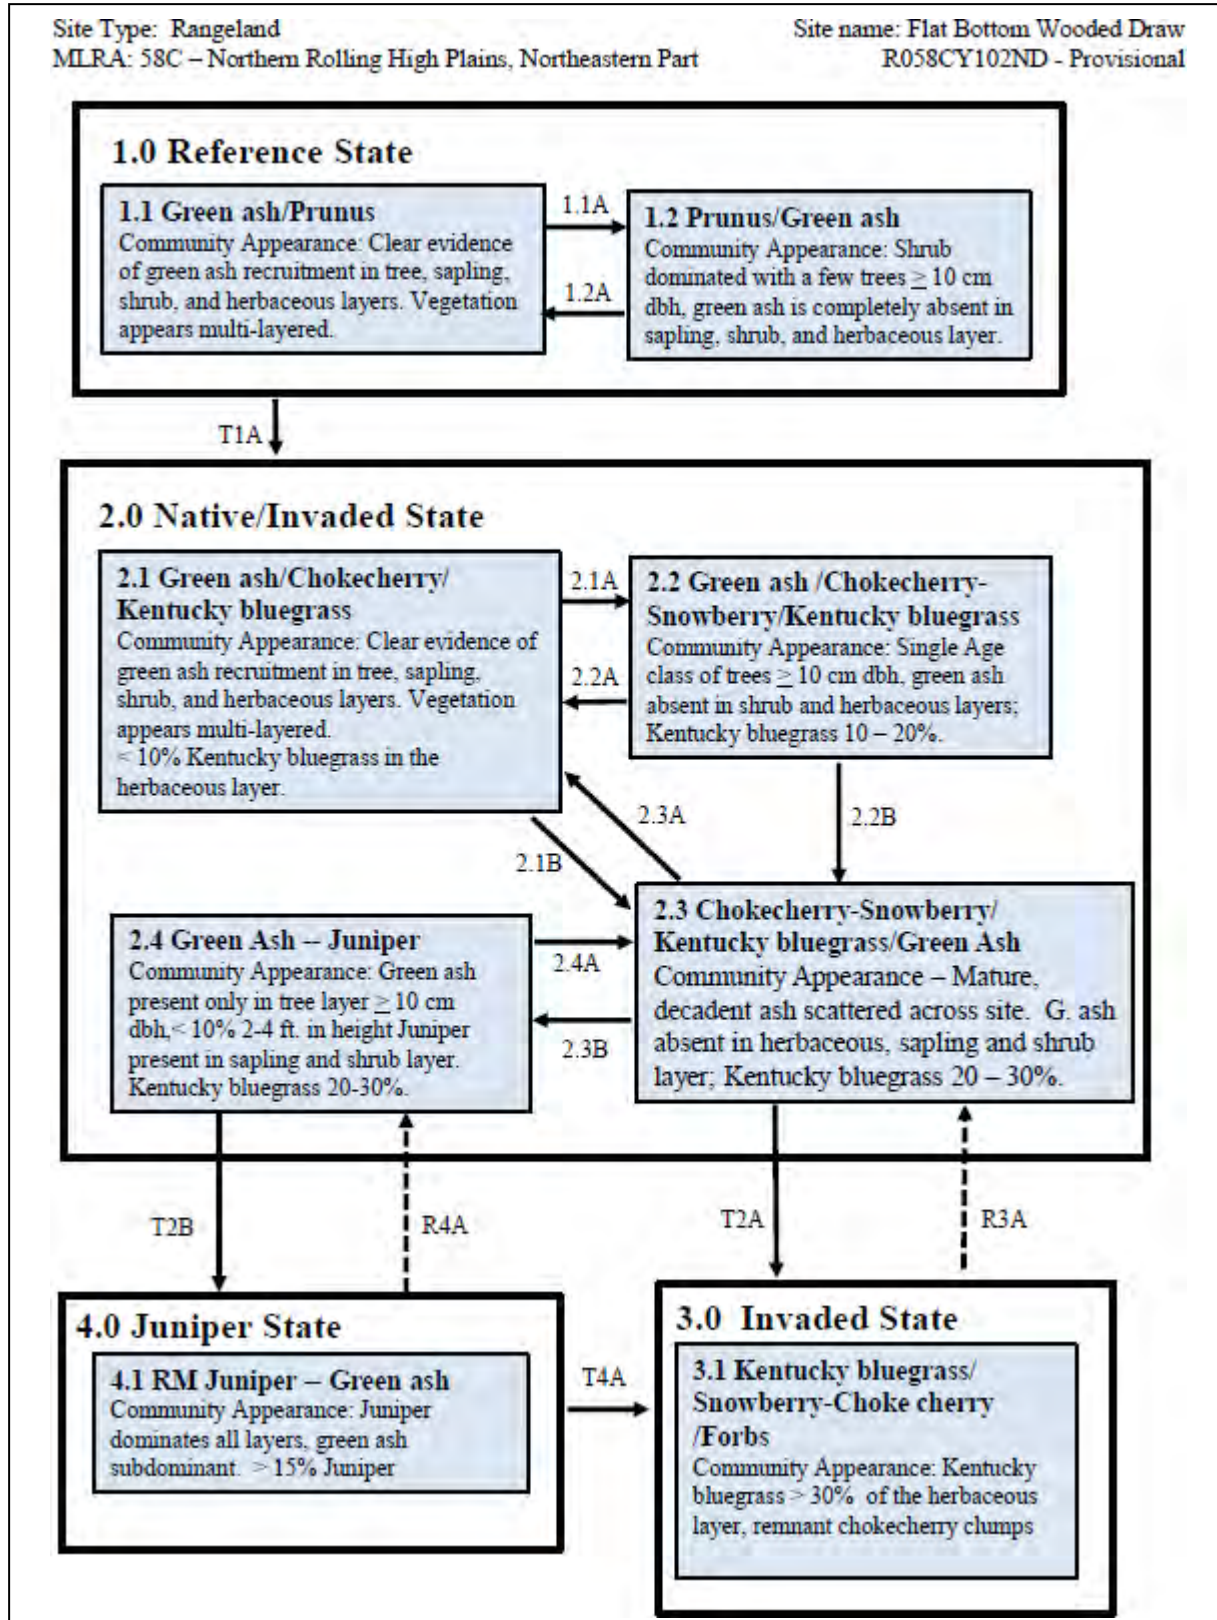 Site Type: Rangeland
Site name: Flat Bottom Wooded Draw
MLRA: 58C – Northern Rolling High Plains, Northeastern Part
R058CY102ND - Provisional
1.0 Reference State
1.1 Green ash/Prunus
Community Appearance: Clear evidence
of green ash recruitment in tree, sapling,
shrub, and herbaceous layers. Vegetation
appears multi-layered.
1.1A
1.2A
1.2 Prunus/Green ash
Community Appearance: Shrub
dominated with a few trees ≥ 10 cm
dbh, green ash is completely absent in
sapling, shrub, and herbaceous layer.
T1A
2.0 Native/Invaded State
2.1 Green ash/Chokecherry/
Kentucky bluegrass
Community Appearance: Clear evidence of
green ash recruitment in tree, sapling,
shrub, and herbaceous layers. Vegetation
appears multi-layered.
< 10% Kentucky bluegrass in the
herbaceous layer.
2.1A
2.2A
2.2 Green ash /Chokecherry-
Snowberry/Kentucky bluegrass
Community Appearance: Single Age
class of trees ≥ 10 cm dbh, green ash
absent in shrub and herbaceous layers;
Kentucky bluegrass 10 – 20%.
2.3A
2.2B
2.1B
2.4 Green Ash -- Juniper
Community Appearance: Green ash
present only in tree layer ≥ 10 cm
dbh,< 10% 2-4 ft. in height Juniper
present in sapling and shrub layer.
Kentucky bluegrass 20-30%.
2.4A
2.3B
2.3 Chokecherry-Snowberry/
Kentucky bluegrass/Green Ash
Community Appearance – Mature,
decadent ash scattered across site. G. ash
absent in herbaceous, sapling and shrub
layer; Kentucky bluegrass 20 – 30%.
T2B
R4A
T2A
R3A
4.0 Juniper State
4.1 RM Juniper – Green ash
Community Appearance: Juniper
dominates all layers, green ash
subdominant. > 15% Juniper
T4A
3.0 Invaded State
3.1 Kentucky bluegrass/
Snowberry-Choke cherry
/Forbs
Community Appearance: Kentucky
bluegrass > 30% of the herbaceous
layer, remnant chokecherry clumps